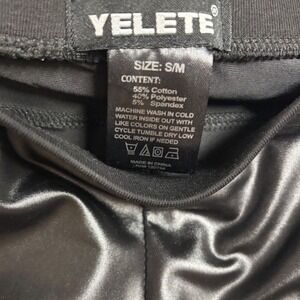 YELETE®
SIZE: S/M
CONTENT:
55% Cotton
40% Polyester
5% Spandex
MACHINE WASH IN COLD
WATER INSIDE OUT WITH
LIKE COLORS ON GENTLE
CYCLE TUMBLE DRY LOW
COOL IRON IF NEEDED
MADE IN CHINA